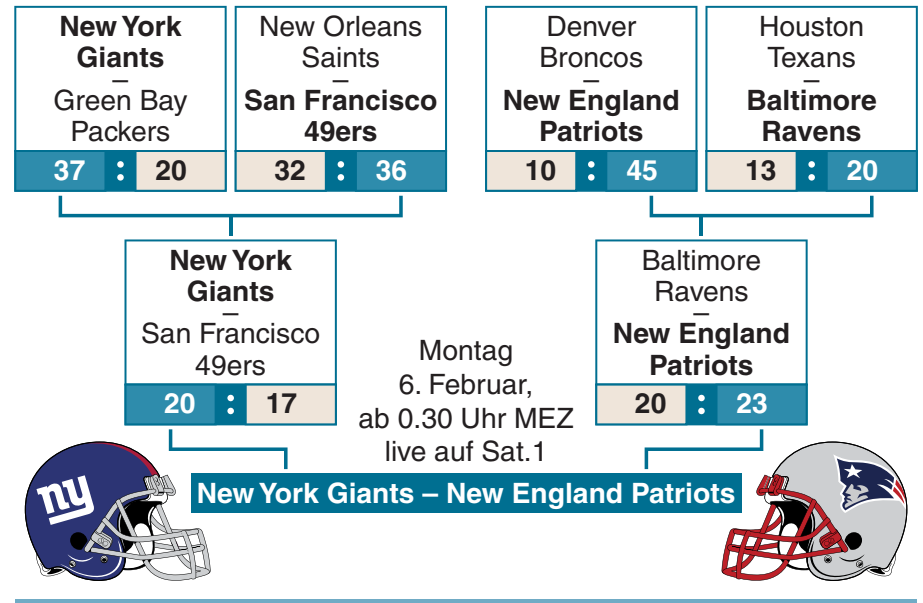 New York
Giants
–
Green Bay
Packers
37 : 20
New Orleans
Saints
–
San Francisco
49ers
32 : 36
Denver
Broncos
–
New England
Patriots
10 : 45
Houston
Texans
–
Baltimore
Ravens
13 : 20
New York
Giants
–
San Francisco
49ers
20 : 17
Baltimore
Ravens
–
New England
Patriots
20 : 23
Montag
6. Februar,
ab 0.30 Uhr MEZ
live auf Sat.1
ny
New York Giants – New England Patriots